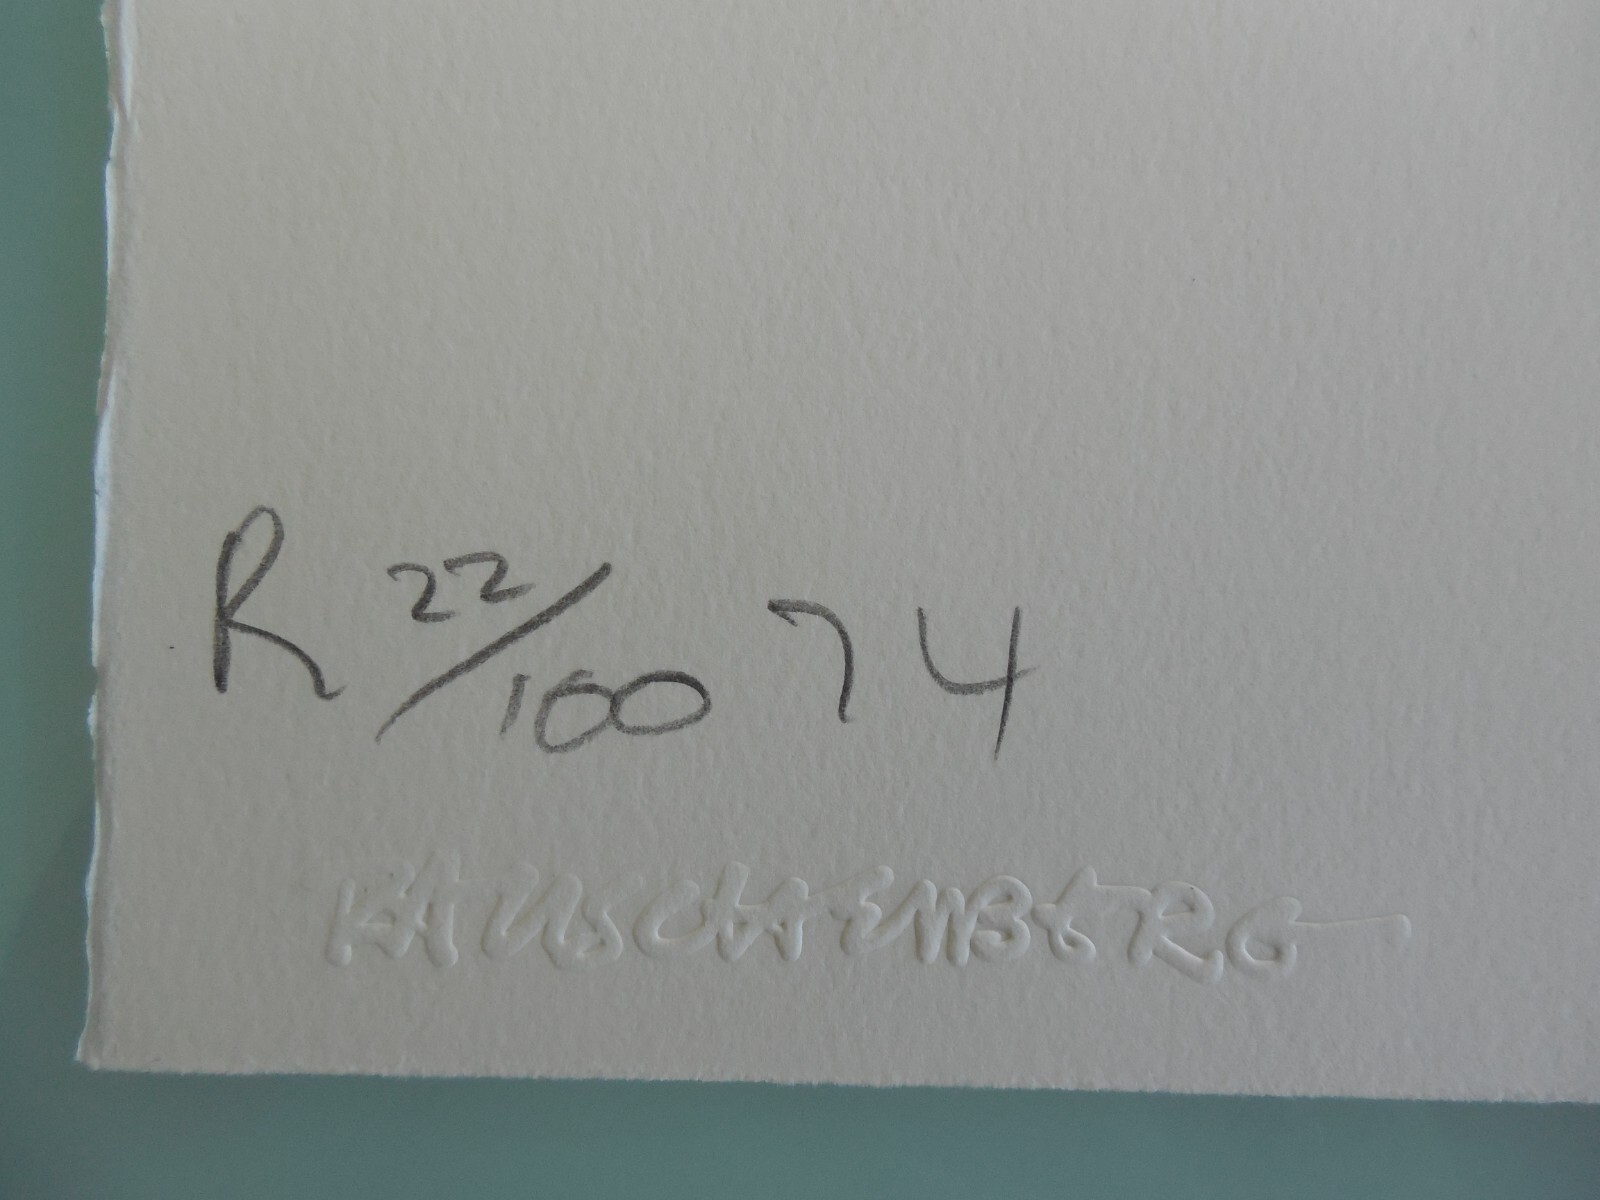 R 22/100 74
RAUSCHENBERG